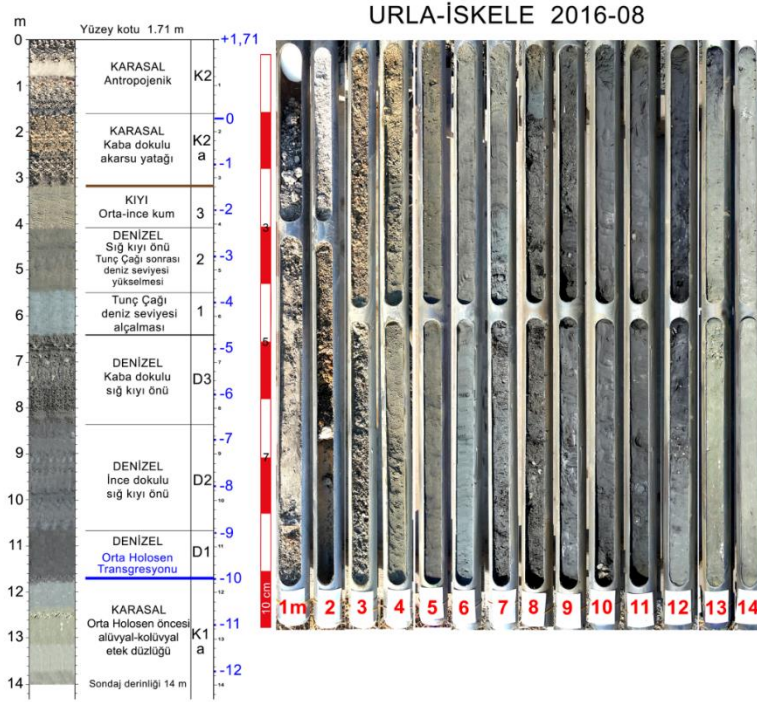 URLA-İSKELE 2016-08
m
Yüzey kotu 1.71 m
+1,71
0
KARASAL
Antropojenik
K2
1
0
2
KARASAL
Kaba dokulu
akarsu yatağı
K2
a
-1
3
KIYI
Orta-ince kum
3
-2
4
DENİZEL
Sığ kıyı önü
Tunç Çağı sonrası
deniz seviyesi
yükselmesi
2
-3
5
Tunç Çağı
deniz seviyesi
alçalması
1
-4
6
-5
7
DENİZEL
Kaba dokulu
sığ kıyı önü
D3
-6
8
-7
9
DENİZEL
İnce dokulu
sığ kıyı önü
D2
-8
10
-9
11
DENİZEL
Orta Holosen
Transgresyonu
D1
-10
12
KARASAL
Orta Holosen öncesi
alüvyal-kolüvyal
etek düzlüğü
K1
a
-11
13
-12
14
Sondaj derinliği 14 m
3
5
7
10 cm
1m 2 3 4 5 6 7 8 9 10 11 12 13 14